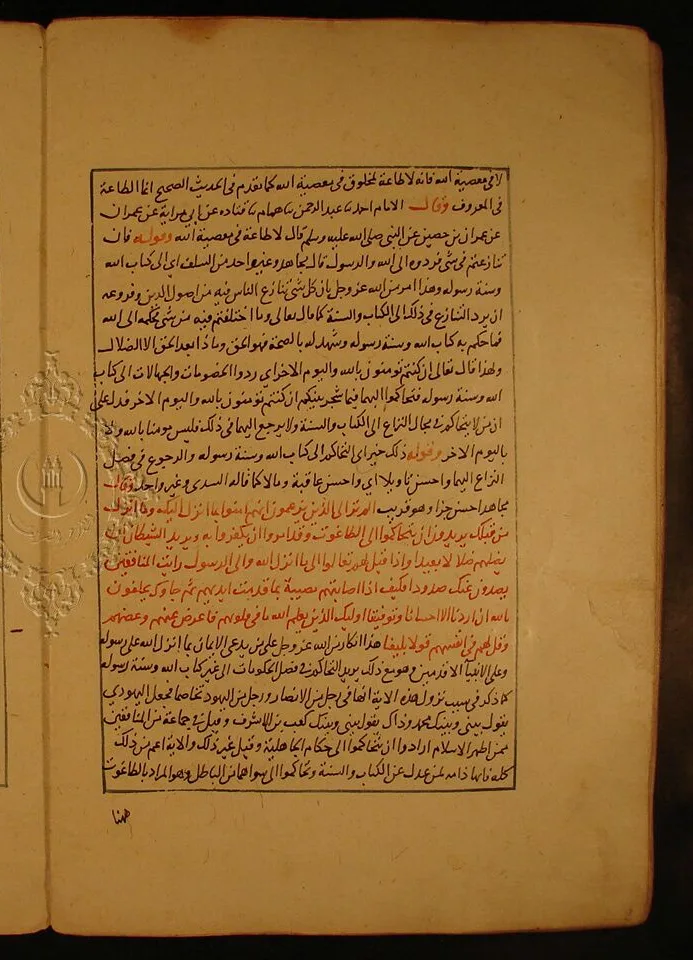 لا في معصية الله فانه لا طاعة لمخلوق في معصية الله كما تقدم في الحديث الصحيح انما الطاعة
في المعروف وقال الامام احمد ثنا عبد الرحمن ثنا همام ثنا قتادة عن ابي مراية عن عمران
عن عمران بن حصين عن النبي صلى الله عليه وسلم قال لا طاعة في معصية الله وقوله فان
تنازعتم في شي فردوه الى الله والرسول قال مجاهد وغير واحد من السلف اي الى كتاب الله
وسنة رسوله وهذا امر من الله عز وجل بان كل شي تنازع الناس فيه من اصول الدين وفروعه
ان يرد التنازع في ذلك الى الكتاب والسنة كما قال تعالى وما اختلفتم فيه من شي فحكمه الى الله
فما حكم به كتاب الله وسنة رسوله وشهد له بالصحة فهو الحق وماذا بعد الحق الا الضلال
ولهذا قال تعالى ان كنتم تومنون بالله واليوم الاخر اي ردوا الخصومات والجهالات الى كتاب
الله وسنة رسوله فتحاكموا اليهما فيما شجر بينكم ان كنتم تومنون بالله واليوم الاخر فدل على
ان من لا يتحاكم في محال النزاع الى الكتاب والسنة ولا يرجع اليهما في ذلك فليس مومنا بالله ولا
باليوم الاخر وقوله ذلك خير اي التحاكم الى كتاب الله وسنة رسوله والرجوع في فصل
النزاع اليهما واحسن تاويلا اي واحسن عاقبة ومالا كما قاله السدي وغير واحد وقال
مجاهد احسن جزا وهو قريب الم تر الى الذين يزعمون انهم امنوا بما انزل اليك وما انزل
من قبلك يريدون ان يتحاكموا الى الطاغوت وقد امروا ان يكفروا به ويريد الشيطان ان
يضلهم ضلالا بعيدا واذا قيل لهم تعالوا الى ما انزل الله والى الرسول رايت المنافقين
يصدون عنك صدودا فكيف اذا اصابتهم مصيبة بما قدمت ايديهم ثم جاوك يحلفون
بالله ان اردنا الا احسانا وتوفيقا اوليك الذين يعلم الله ما في قلوبهم فاعرض عنهم وعظهم
وقل لهم في انفسهم قولا بليغا هذا انكار من الله عز وجل على من يدعي الايمان بما انزل الله على رسوله
وعلى الانبيآ الاقدمين وهو مع ذلك يريد التحاكم في فصل الحكومات الى غير كتاب الله وسنة رسوله
كما ذكر في سبب نزول هذه الاية انها في رجل من الانصار ورجل من اليهود تخاصما فجعل اليهودي
يقول بيني وبينك محمد وذاك يقول بيني وبينك كعب بن الاشرف وقيل في جماعة من المنافقين
ممن اظهر الاسلام ارادوا ان يتحاكموا الى حكام الجاهلية وقيل غير ذلك والاية اعم من ذلك
كله فانها ذامة لمن عدل عن الكتاب والسنة وتحاكموا الى سواهما من الباطل وهو المراد بالطاغوت
ههنا